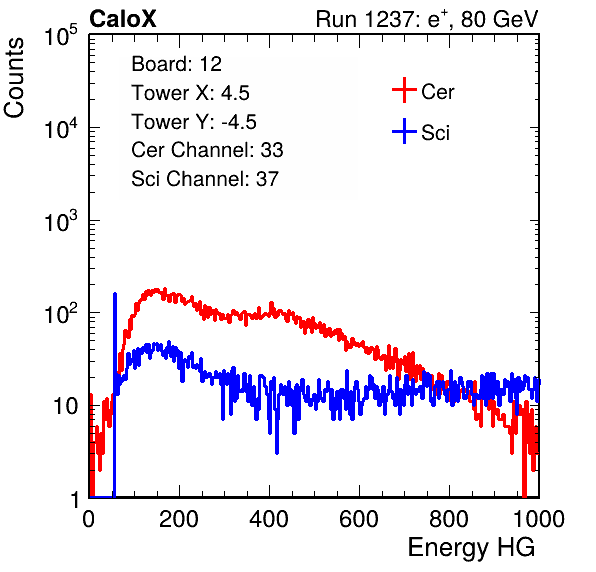 CaloX Run 1237: e⁺, 80 GeV
Counts
10⁵
10⁴
10³
10²
10
1
Board: 12
Tower X: 4.5
Tower Y: -4.5
Cer Channel: 33
Sci Channel: 37
Cer
Sci
0 200 400 600 800 1000
Energy HG